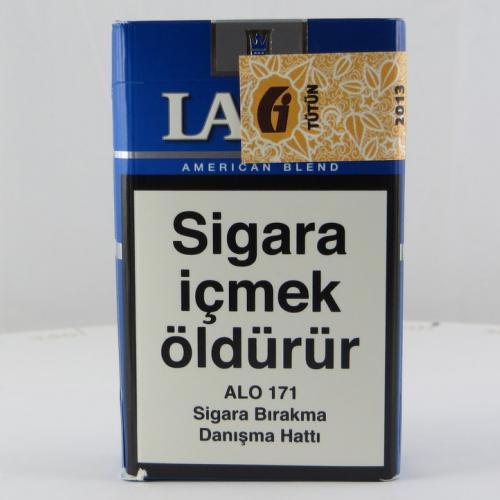 LA
TÜTÜN
2013
AMERICAN BLEND
Sigara
içmek
öldürür
ALO 171
Sigara Bırakma
Danışma Hattı